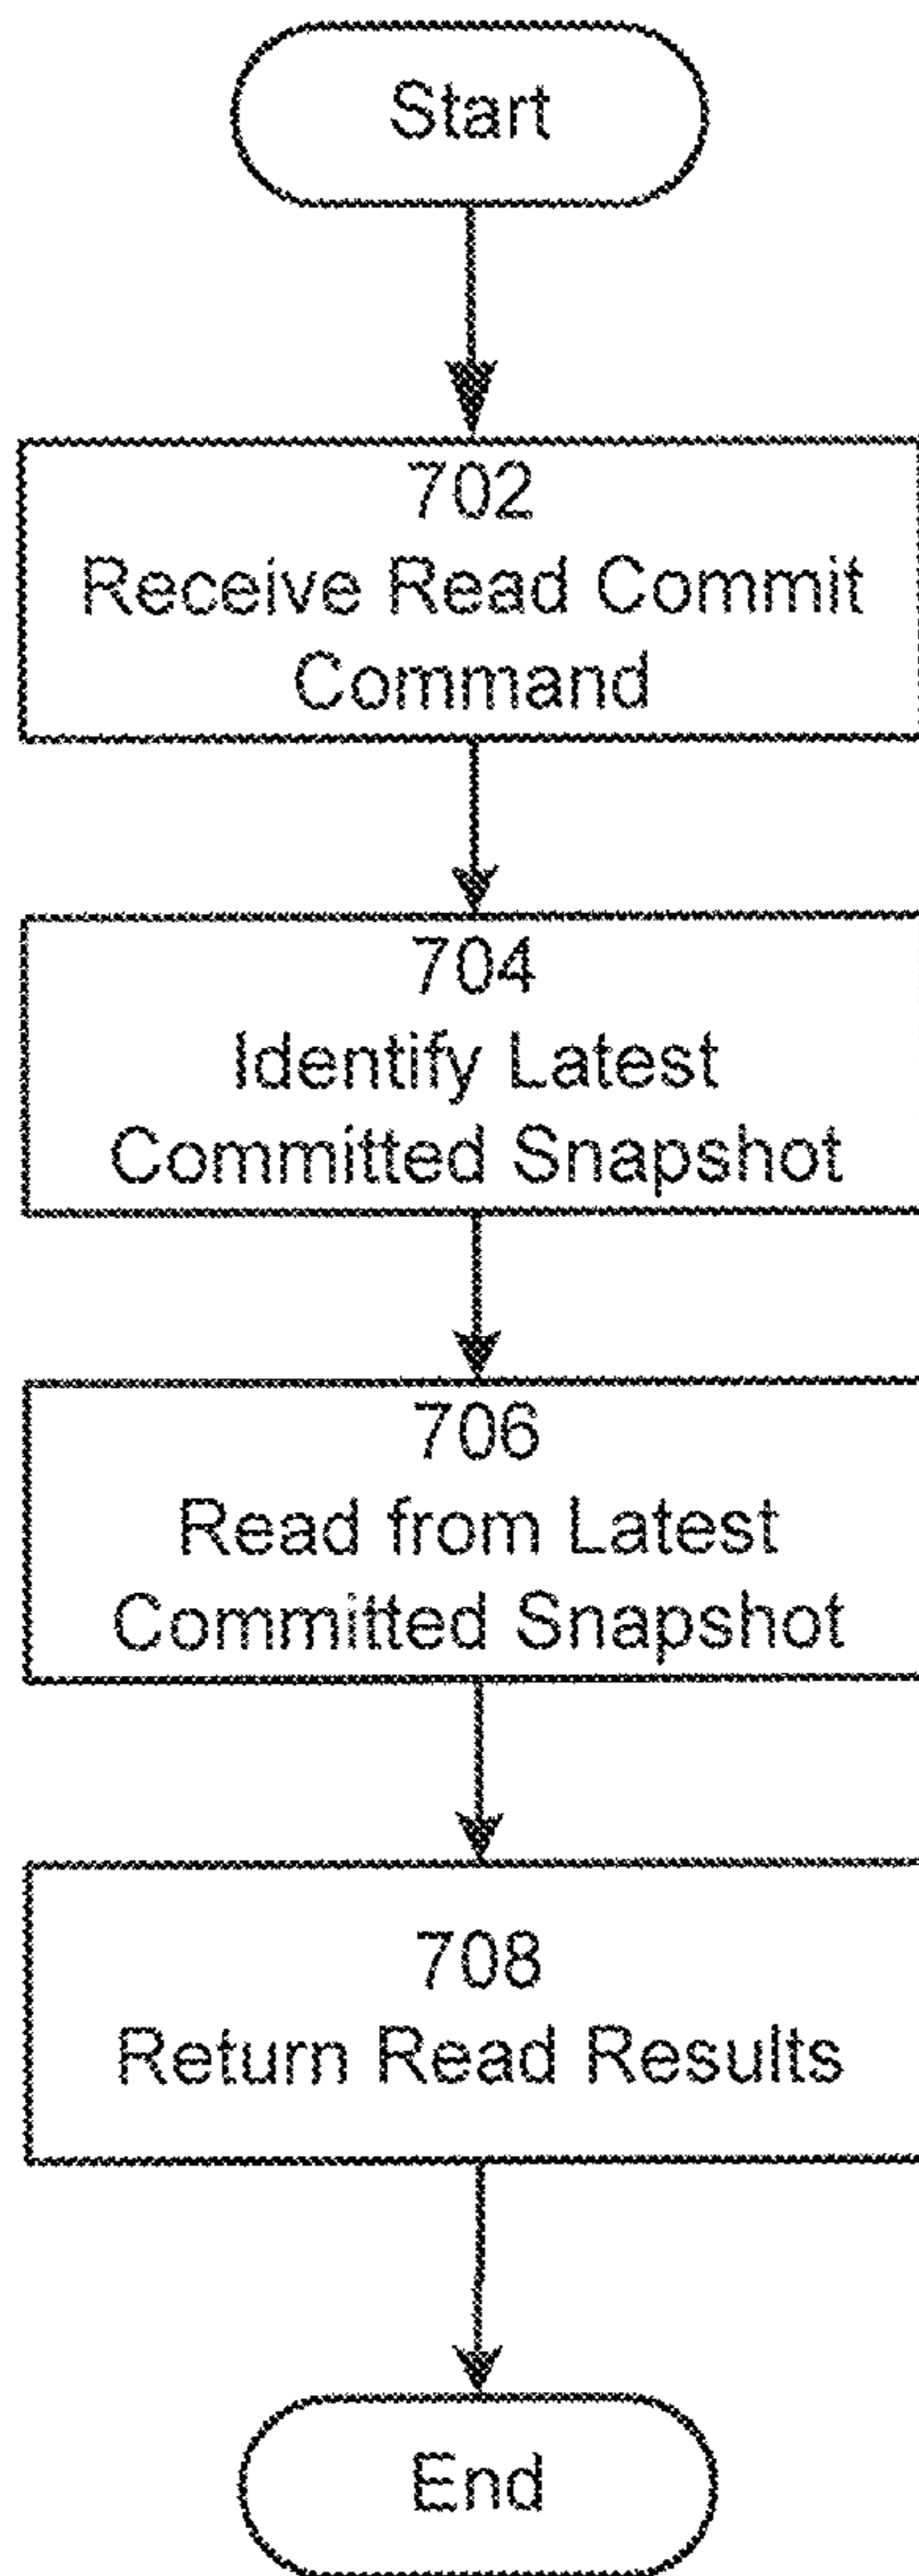 Start
702
Receive Read Commit
Command
704
Identify Latest
Committed Snapshot
706
Read from Latest
Committed Snapshot
708
Return Read Results
End